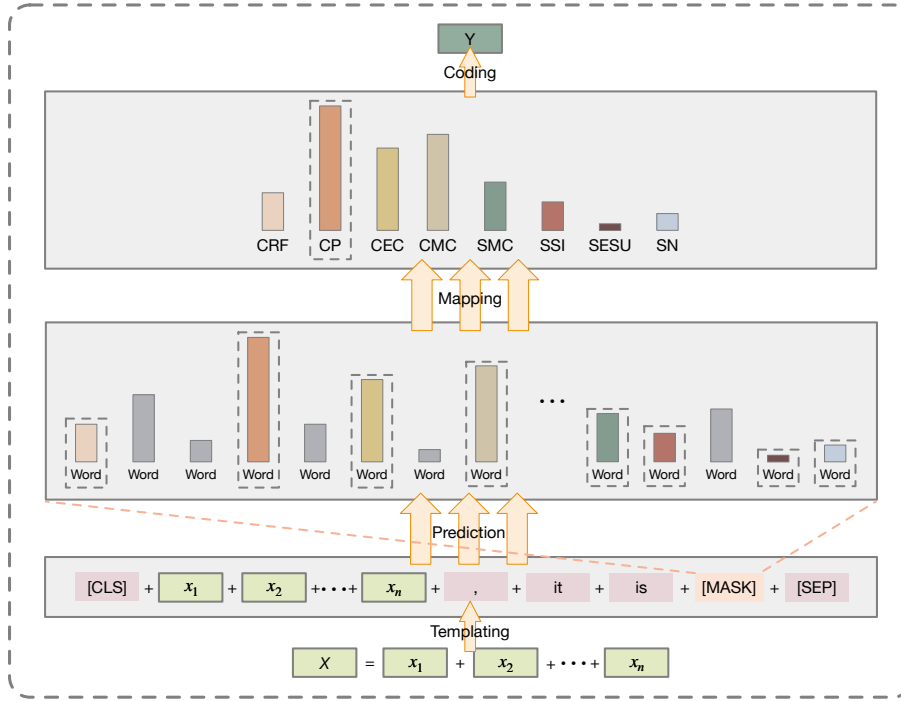 Y
Coding
CRF CP CEC CMC SMC SSI SESU SN
Mapping
...
Word Word Word Word Word Word Word Word Word Word Word Word Word
Prediction
[CLS] + x1 + x2 +...+ xn + , + it + is + [MASK] + [SEP]
Templating
X = x1 + x2 +...+ xn